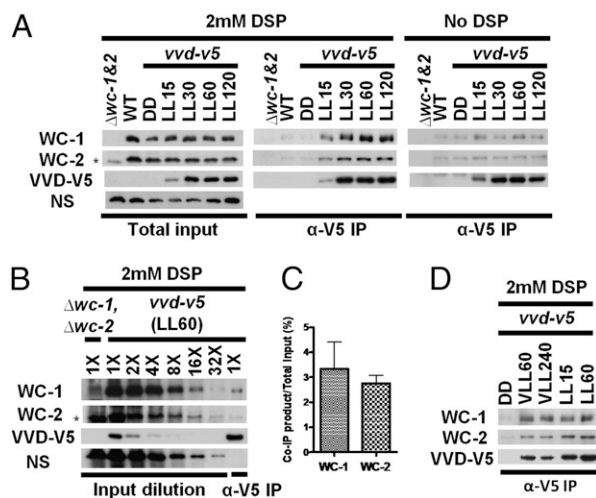 A
2mM DSP
No DSP
vvd-v5
vvd-v5
vvd-v5
Δwc-1&2 WT DD LL15 LL30 LL60 LL120
Δwc-1&2 WT DD LL15 LL30 LL60 LL120
Δwc-1&2 WT DD LL15 LL30 LL60 LL120
WC-1
WC-2 *
VVD-V5
NS
Total input
α-V5 IP
α-V5 IP
B
2mM DSP
Δwc-1, vvd-v5
Δwc-2 (LL60)
1X 1X 2X 4X 8X 16X 32X 1X
WC-1
WC-2 *
VVD-V5
NS
Input dilution
α-V5 IP
C
Co-IP product/Total Input (%)
5
4
3
2
1
0
WC-1 WC-2
D
2mM DSP
vvd-v5
DD VLL60 VLL240 LL15 LL60
WC-1
WC-2
VVD-V5
α-V5 IP